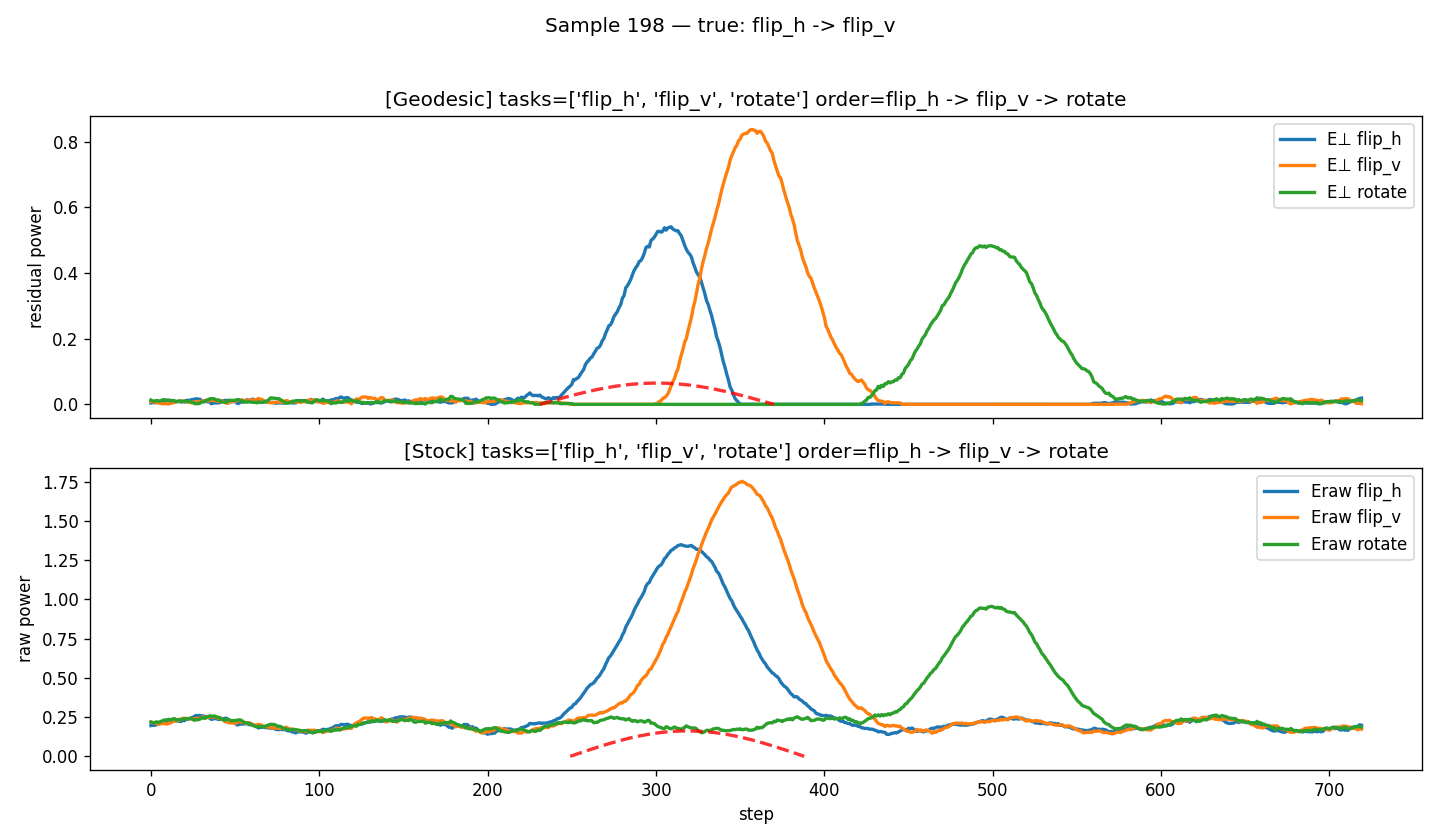 Sample 198 — true: flip_h -> flip_v
[Geodesic] tasks=['flip_h', 'flip_v', 'rotate'] order=flip_h -> flip_v -> rotate
residual power
0.8
0.6
0.4
0.2
0.0
E⊥ flip_h
E⊥ flip_v
E⊥ rotate
[Stock] tasks=['flip_h', 'flip_v', 'rotate'] order=flip_h -> flip_v -> rotate
raw power
1.75
1.50
1.25
1.00
0.75
0.50
0.25
0.00
Eraw flip_h
Eraw flip_v
Eraw rotate
0 100 200 300 400 500 600 700
step